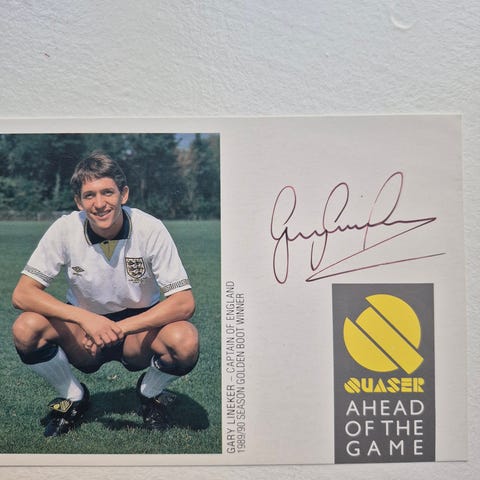 GARY LINEKER – CAPTAIN OF ENGLAND
1989/90 SEASON GOLDEN BOOT WINNER
QUASER
AHEAD
OF THE
GAME